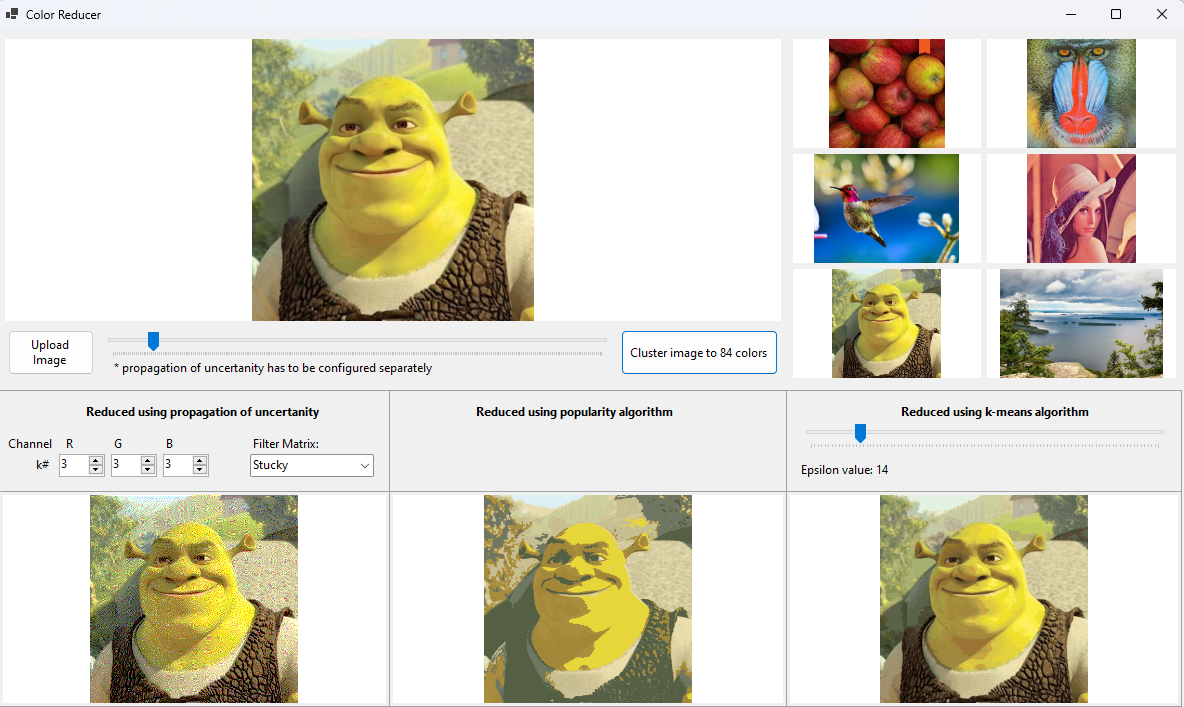 Color Reducer
Upload
Image
* propagation of uncertanity has to be configured separately
Cluster image to 84 colors
Reduced using propagation of uncertanity
Channel R G B Filter Matrix:
k# 3 3 3 Stucky
Reduced using popularity algorithm
Reduced using k-means algorithm
Epsilon value: 14